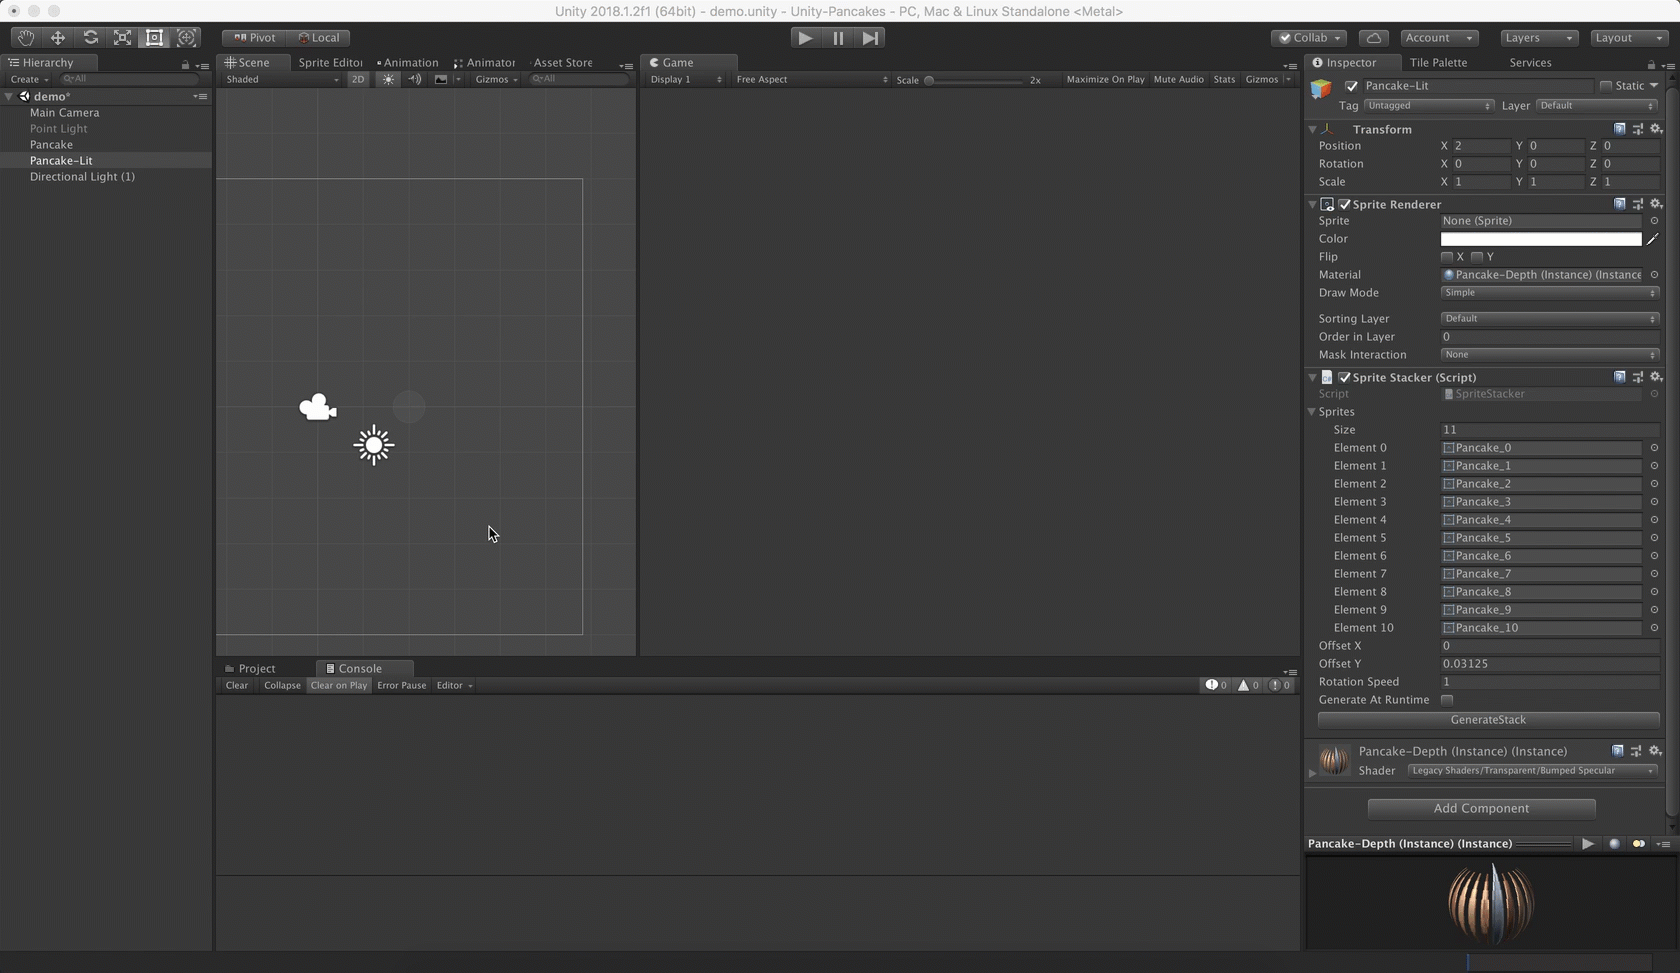 Unity 2018.1.2f1 (64bit) - demo.unity - Unity-Pancakes - PC, Mac & Linux Standalone <Metal>
Pivot Local Collab Account Layers Layout
Hierarchy
Create All
demo*
Main Camera
Point Light
Pancake
Pancake-Lit
Directional Light (1)
Scene Sprite Editor Animation Animator Asset Store
Shaded 2D Gizmos All
Game
Display 1 Free Aspect Scale 2x Maximize On Play Mute Audio Stats Gizmos
Project Console
Clear Collapse Clear on Play Error Pause Editor 0 0 0
Inspector Tile Palette Services
Pancake-Lit Static
Tag Untagged Layer Default
Transform
Position X 2 Y 0 Z 0
Rotation X 0 Y 0 Z 0
Scale X 1 Y 1 Z 1
Sprite Renderer
Sprite None (Sprite)
Color
Flip X Y
Material Pancake-Depth (Instance) (Instance
Draw Mode Simple
Sorting Layer Default
Order in Layer 0
Mask Interaction None
Sprite Stacker (Script)
Script SpriteStacker
Sprites
Size 11
Element 0 Pancake_0
Element 1 Pancake_1
Element 2 Pancake_2
Element 3 Pancake_3
Element 4 Pancake_4
Element 5 Pancake_5
Element 6 Pancake_6
Element 7 Pancake_7
Element 8 Pancake_8
Element 9 Pancake_9
Element 10 Pancake_10
Offset X 0
Offset Y 0.03125
Rotation Speed 1
Generate At Runtime
GenerateStack
Pancake-Depth (Instance) (Instance)
Shader Legacy Shaders/Transparent/Bumped Specular
Add Component
Pancake-Depth (Instance) (Instance)